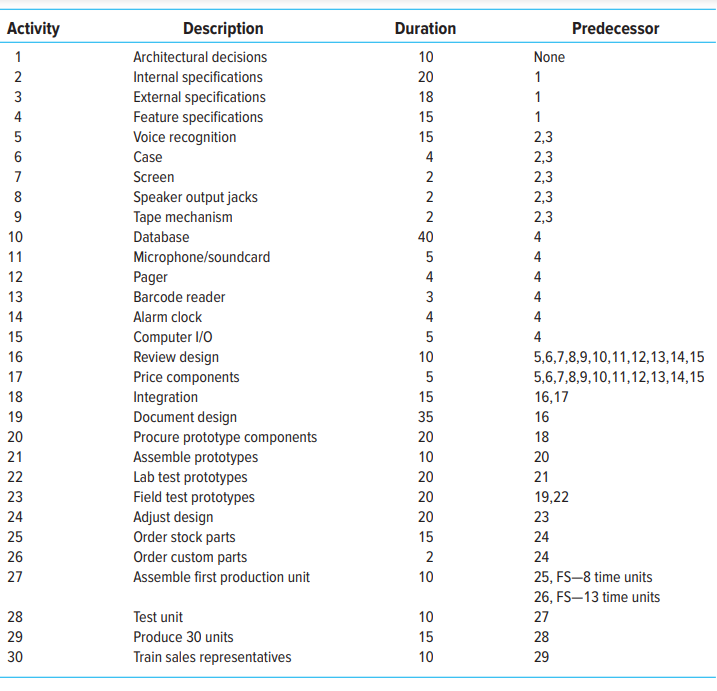 Activity Description Duration Predecessor
1 Architectural decisions 10 None
2 Internal specifications 20 1
3 External specifications 18 1
4 Feature specifications 15 1
5 Voice recognition 15 2,3
6 Case 4 2,3
7 Screen 2 2,3
8 Speaker output jacks 2 2,3
9 Tape mechanism 2 2,3
10 Database 40 4
11 Microphone/soundcard 5 4
12 Pager 4 4
13 Barcode reader 3 4
14 Alarm clock 4 4
15 Computer I/O 5 4
16 Review design 10 5,6,7,8,9,10,11,12,13,14,15
17 Price components 5 5,6,7,8,9,10,11,12,13,14,15
18 Integration 15 16,17
19 Document design 35 16
20 Procure prototype components 20 18
21 Assemble prototypes 10 20
22 Lab test prototypes 20 21
23 Field test prototypes 20 19,22
24 Adjust design 20 23
25 Order stock parts 15 24
26 Order custom parts 2 24
27 Assemble first production unit 10 25, FS—8 time units
26, FS—13 time units
28 Test unit 10 27
29 Produce 30 units 15 28
30 Train sales representatives 10 29